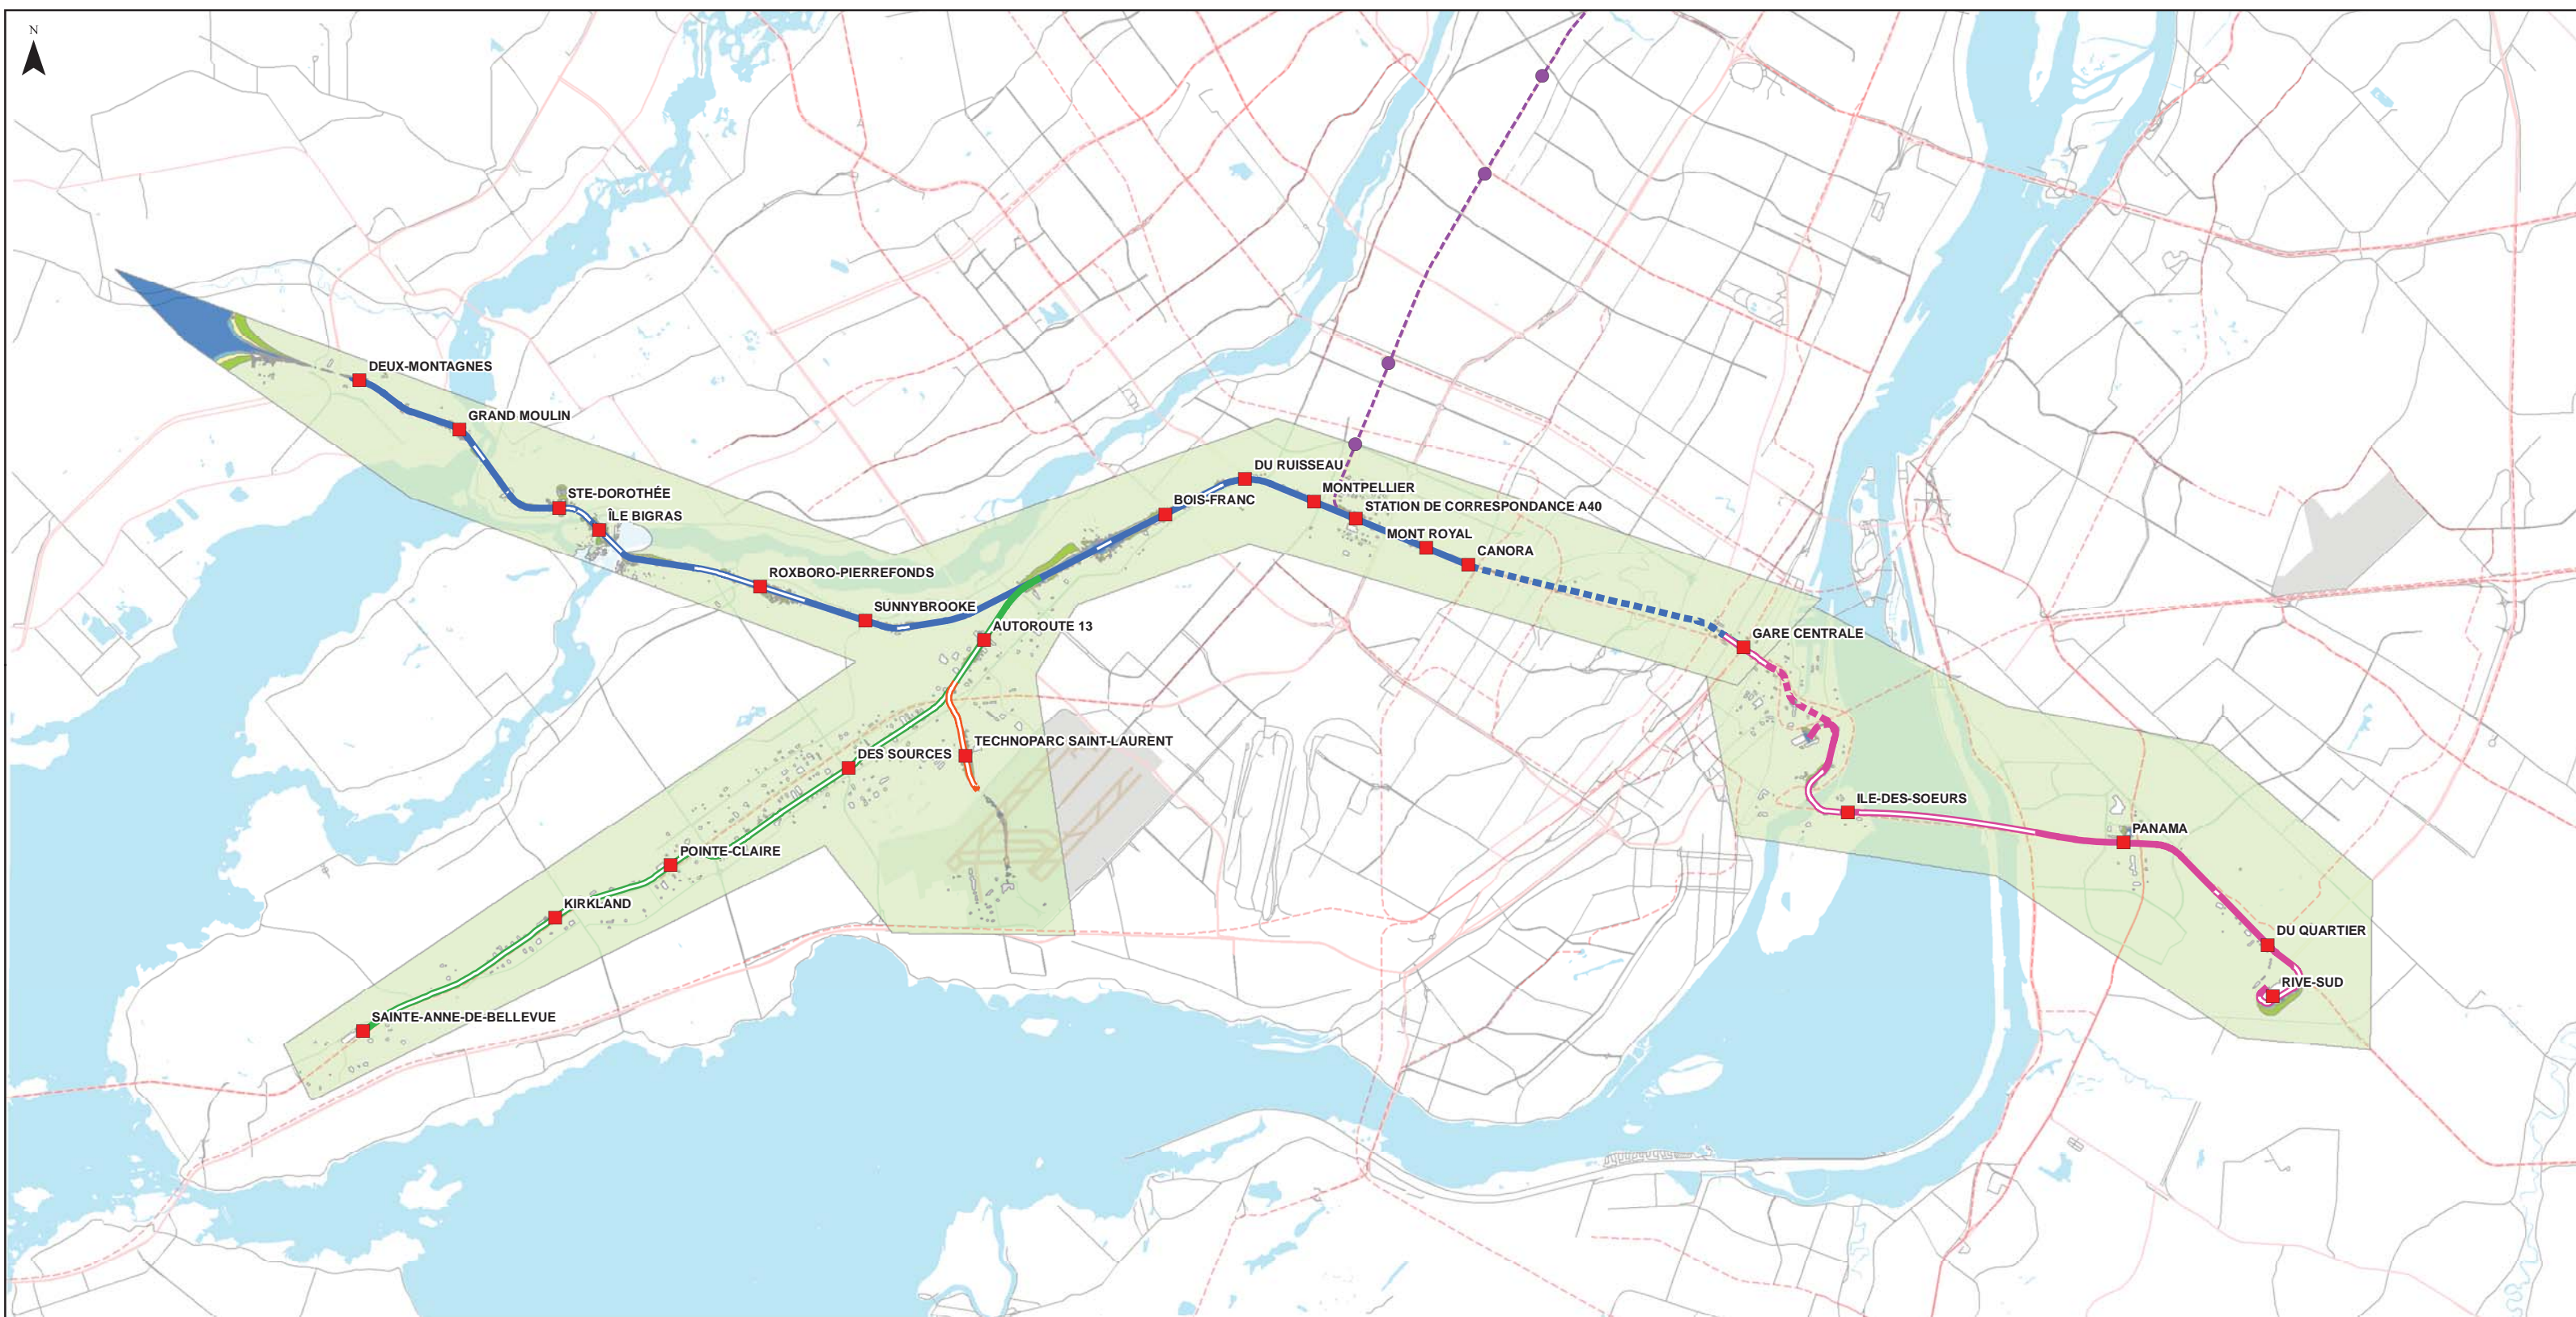 N
DEUX-MONTAGNES
GRAND MOULIN
STE-DOROTHÉE
ÎLE BIGRAS
ROXBORO-PIERREFONDS
SUNNYBROOKE
AUTOROUTE 13
BOIS-FRANC
DU RUISSEAU
MONTPELLIER
STATION DE CORRESPONDANCE A40
MONT ROYAL
CANORA
GARE CENTRALE
TECHNOPARC SAINT-LAURENT
DES SOURCES
POINTE-CLAIRE
KIRKLAND
SAINTE-ANNE-DE-BELLEVUE
ILE-DES-SOEURS
PANAMA
DU QUARTIER
RIVE-SUD